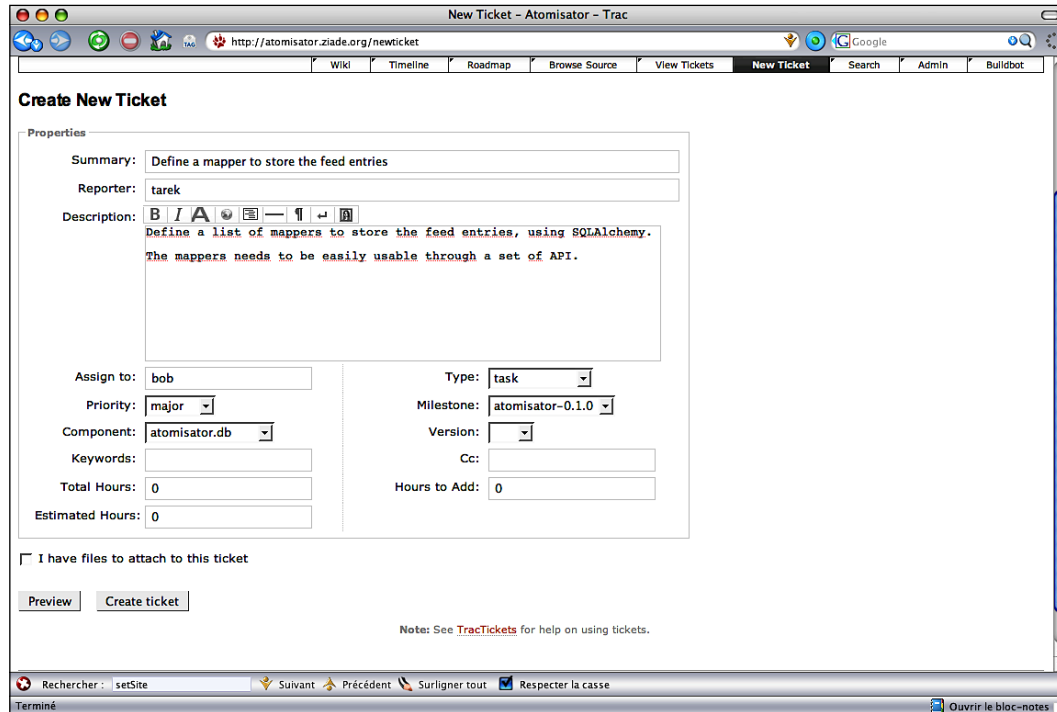 New Ticket – Atomisator – Trac
TAG http://atomisator.ziade.org/newticket G Google
Wiki Timeline Roadmap Browse Source View Tickets New Ticket Search Admin Buildbot
Create New Ticket
Properties
Summary: Define a mapper to store the feed entries
Reporter: tarek
Description: B I A
Define a list of mappers to store the feed entries, using SQLAlchemy.
The mappers needs to be easily usable through a set of API.
Assign to: bob Type: task
Priority: major Milestone: atomisator-0.1.0
Component: atomisator.db Version:
Keywords: Cc:
Total Hours: 0 Hours to Add: 0
Estimated Hours: 0
I have files to attach to this ticket
Preview Create ticket
Note: See TracTickets for help on using tickets.
Rechercher : setSite Suivant Précédent Surligner tout Respecter la casse
Terminé Ouvrir le bloc-notes